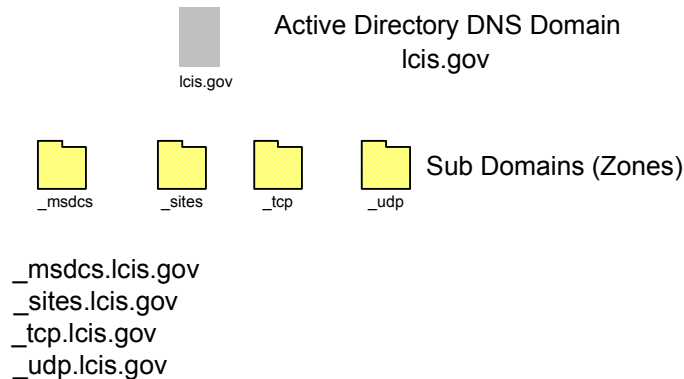 Active Directory DNS Domain
lcis.gov
lcis.gov
_msdcs
_sites
_tcp
_udp
Sub Domains (Zones)
_msdcs.lcis.gov
_sites.lcis.gov
_tcp.lcis.gov
_udp.lcis.gov